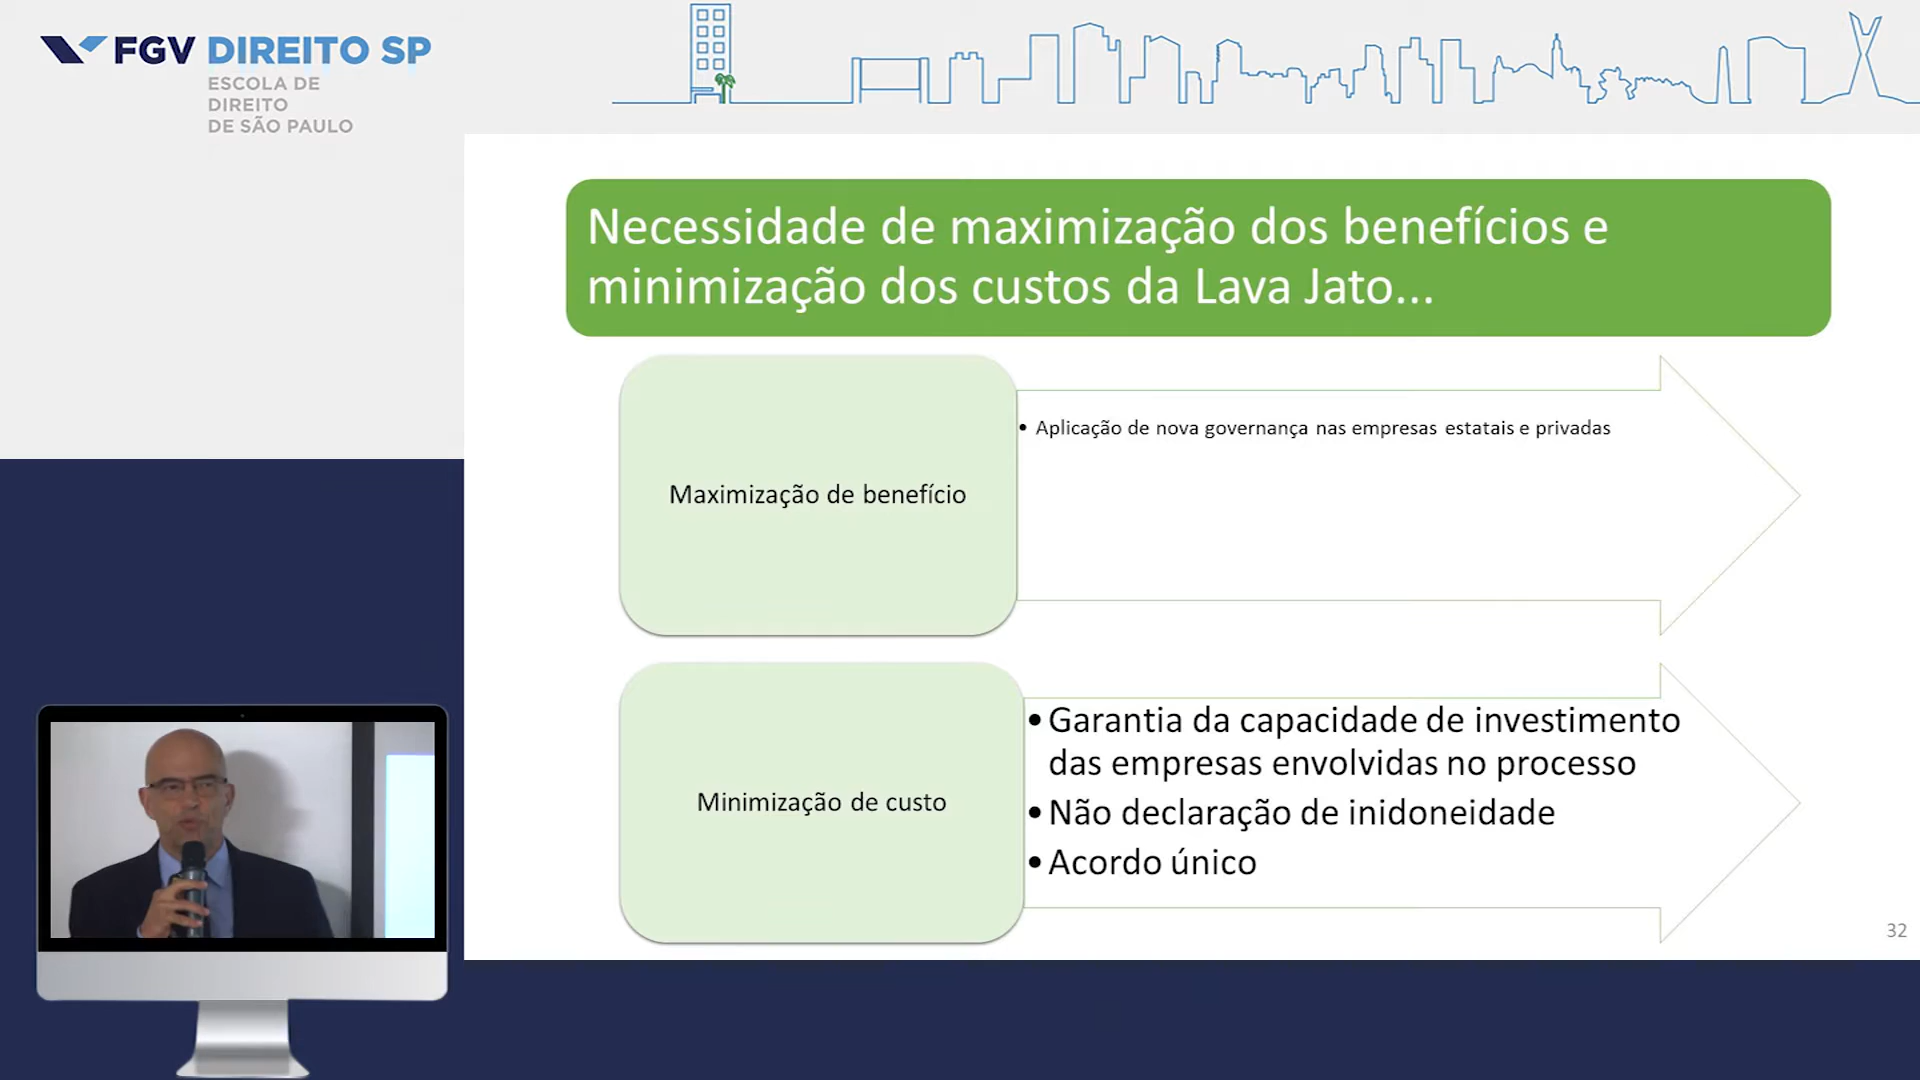 FGV DIREITO SP
ESCOLA DE
DIREITO
DE SÃO PAULO
Necessidade de maximização dos benefícios e
minimização dos custos da Lava Jato...
Maximização de benefício
• Aplicação de nova governança nas empresas estatais e privadas
Minimização de custo
• Garantia da capacidade de investimento
das empresas envolvidas no processo
• Não declaração de inidoneidade
• Acordo único
32